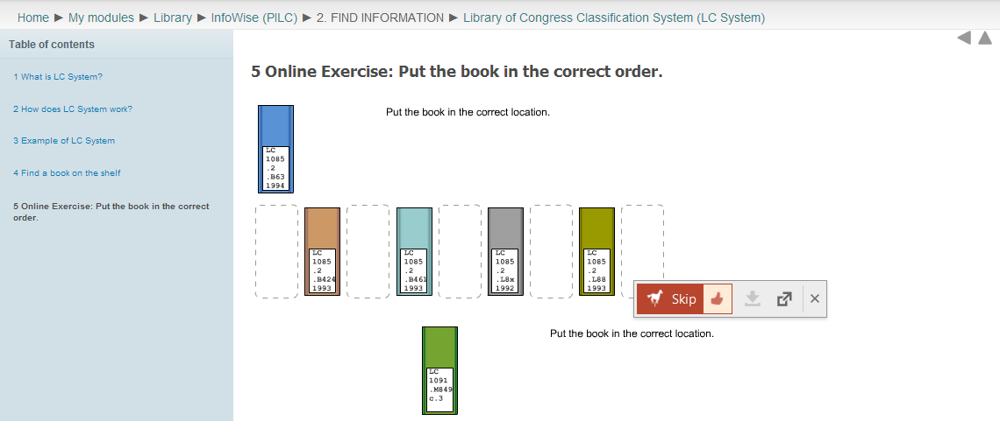 Home ▶ My modules ▶ Library ▶ InfoWise (PILC) ▶ 2. FIND INFORMATION ▶ Library of Congress Classification System (LC System)
Table of contents
1 What is LC System?
2 How does LC System work?
3 Example of LC System
4 Find a book on the shelf
5 Online Exercise: Put the book in the correct
order.
5 Online Exercise: Put the book in the correct order.
Put the book in the correct location.
LC
1085
.2
.B63
1994
LC
1085
.2
.B424
1993
LC
1085
.2
.B461
1993
LC
1085
.2
.L8x
1992
LC
1085
.2
.L88
1993
Skip
Put the book in the correct location.
LC
1091
.M849
c.3